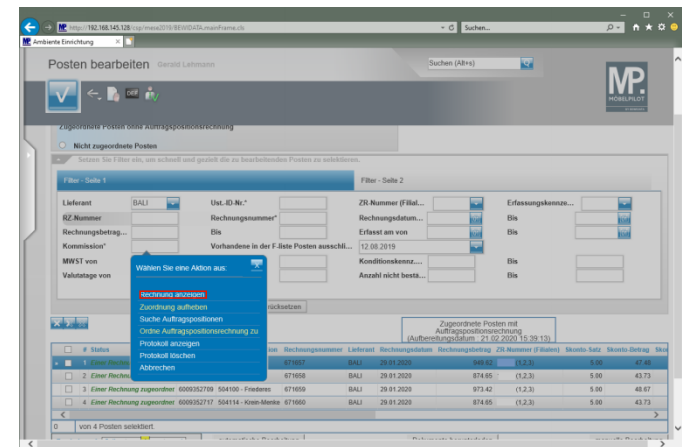 http://192.168.145.128/csp/mesa2015/BEWIDATA.mainFrame.cls
Suchen...
Ambiente Einrichtung
Posten bearbeiten Gerald Lehmann
Suchen (Alt+s)
MP.
MÖBELPILOT
Zugeordnete Posten ohne Auftragspositionsrechnung
Nicht zugeordnete Posten
Setzen Sie Filter ein, um schnell und gezielt die zu bearbeitenden Posten zu selektieren.
Filter - Seite 1 Filter - Seite 2
Lieferant BALI Ust.-ID-Nr.* ZR-Nummer (Filial... Erfassungskennze...
RZ-Nummer Rechnungsnummer* Rechnungsdatum... Bis
Rechnungsbetrag... Bis Erfasst am von Bis
Kommission* Vorhandene in der F-liste Posten ausschli... 12.08.2019
MWST von Konditionskennz.... Bis
Valutatage von Anzahl nicht bestä... Bis
Wählen Sie eine Aktion aus:
Rechnung anzeigen
Zuordnung aufheben
Suche Auftragspositionen
Ordne Auftragspositionsrechnung zu
Protokoll anzeigen
Protokoll löschen
Abbrechen
Zugeordnete Posten mit
Auftragspositionsrechnung
(Aufbereitungsdatum : 21.02.2020 15:39:13)
# Status Rechnungsnummer Lieferant Rechnungsdatum Rechnungsbetrag ZR-Nummer (Filialen) Skonto-Satz Skonto-Betrag
1 Einer 671657 BALI 29.01.2020 949.62 (1,2,3) 5.00 47.48
2 Einer 671658 BALI 29.01.2020 874.65 (1,2,3) 5.00 43.73
3 Einer Rechnung zugeordnet 6009352709 504100 - Friederes 671659 BALI 29.01.2020 973.42 (1,2,3) 5.00 48.67
4 Einer Rechnung zugeordnet 6009352717 504114 - Krein-Menke 671660 BALI 29.01.2020 874.65 (1,2,3) 5.00 43.73
0 von 4 Posten selektiert.